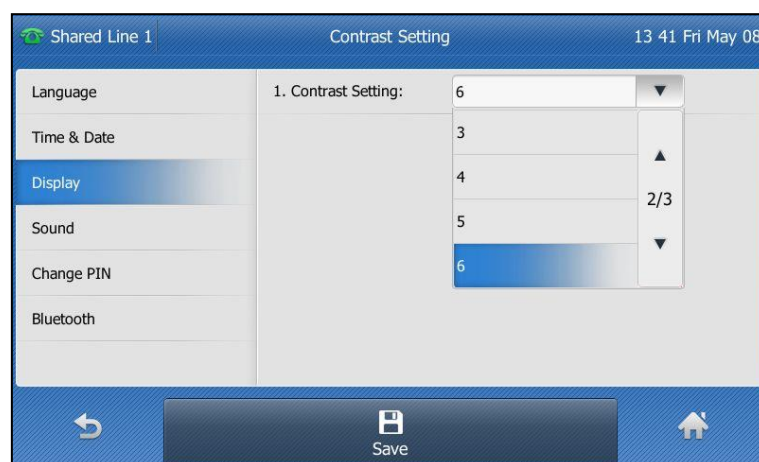 Shared Line 1 Contrast Setting 13 41 Fri May 08
Language
1. Contrast Setting: 6
Time & Date
3
Display
4
2/3
Sound
5
Change PIN
6
Bluetooth
Save